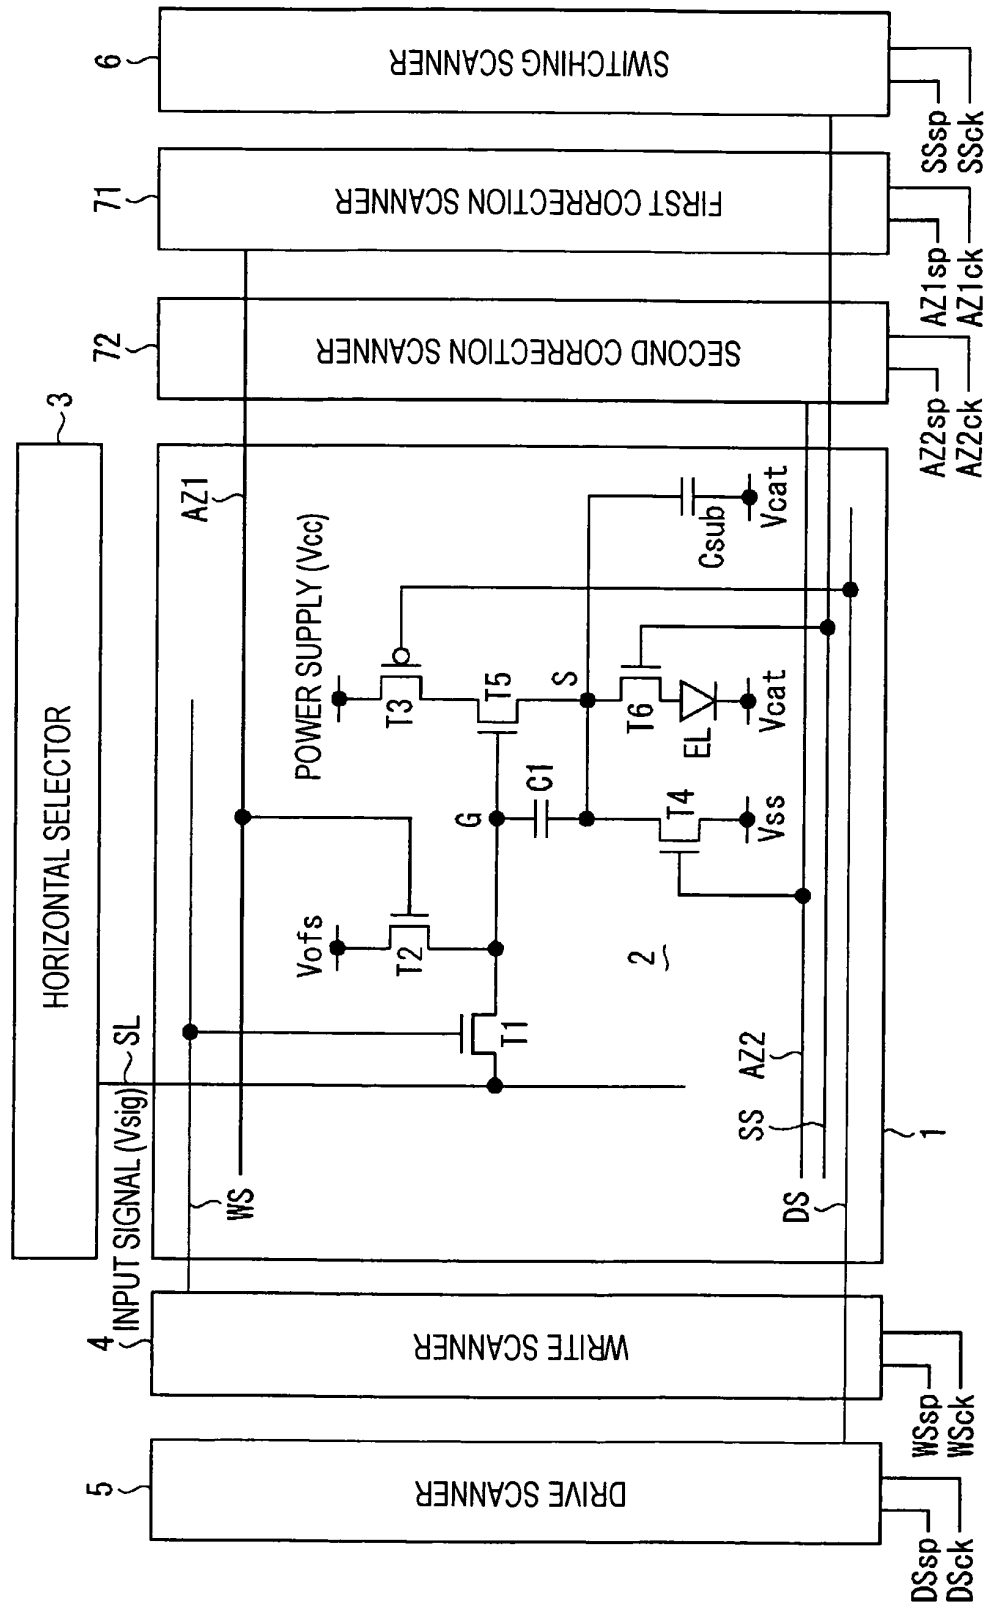 HORIZONTAL SELECTOR
3
INPUT SIGNAL (Vsig)
SL
5
DRIVE SCANNER
DSsp
DSck
4
WRITE SCANNER
WSsp
WSck
WS
AZ1
Vofs
POWER SUPPLY (Vcc)
T2
T3
T1
G
T5
C1
S
T4
T6
EL
Csub
Vss
Vcat
Vcat
2
AZ2
SS
DS
1
72
SECOND CORRECTION SCANNER
AZ2sp
AZ2ck
71
FIRST CORRECTION SCANNER
AZ1sp
AZ1ck
6
SWITCHING SCANNER
SSsp
SSck